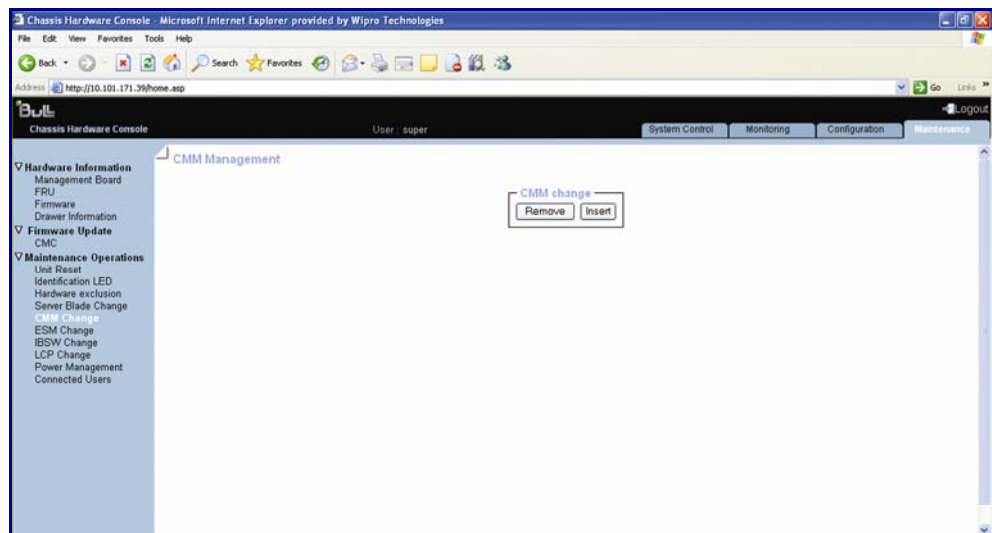 Chassis Hardware Console - Microsoft Internet Explorer provided by Wipro Technologies
File Edit View Favorites Tools Help
Back Search Favorites
Address http://10.101.171.39/home.asp Go Links »
Bull Logout
Chassis Hardware Console User : super System Control Monitoring Configuration Maintenance
CMM Management
Hardware Information
Management Board
FRU
Firmware
Drawer Information
Firmware Update
CMC
Maintenance Operations
Unit Reset
Identification LED
Hardware exclusion
Server Blade Change
CMM Change
ESM Change
IBSW Change
LCP Change
Power Management
Connected Users
CMM change
Remove Insert